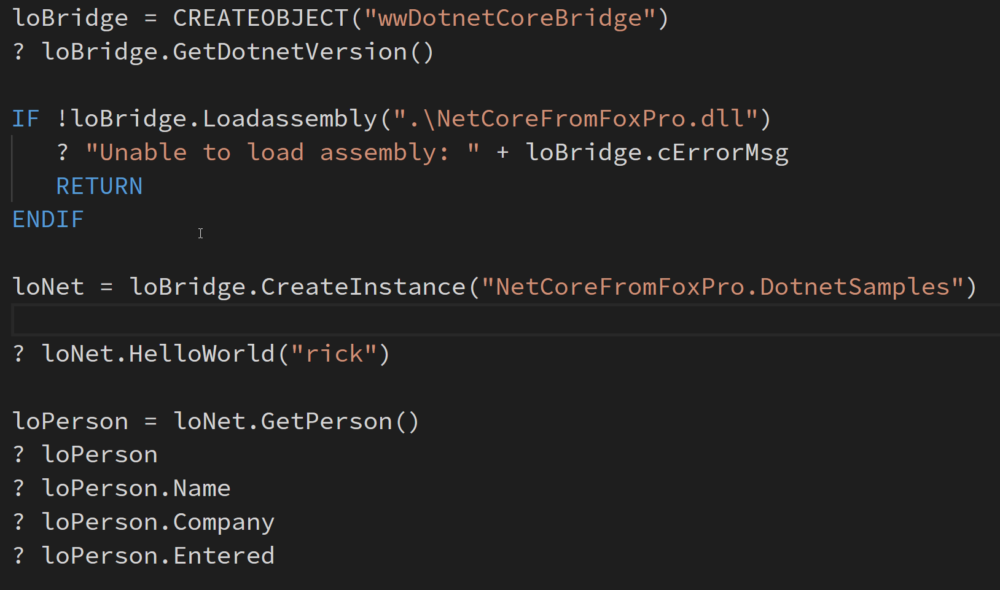 loBridge = CREATEOBJECT("wwDotnetCoreBridge")
? loBridge.GetDotnetVersion()
IF !loBridge.Loadassembly(".\NetCoreFromFoxPro.dll")
? "Unable to load assembly: " + loBridge.cErrorMsg
RETURN
ENDIF
loNet = loBridge.CreateInstance("NetCoreFromFoxPro.DotnetSamples")
? loNet.HelloWorld("rick")
loPerson = loNet.GetPerson()
? loPerson
? loPerson.Name
? loPerson.Company
? loPerson.Entered